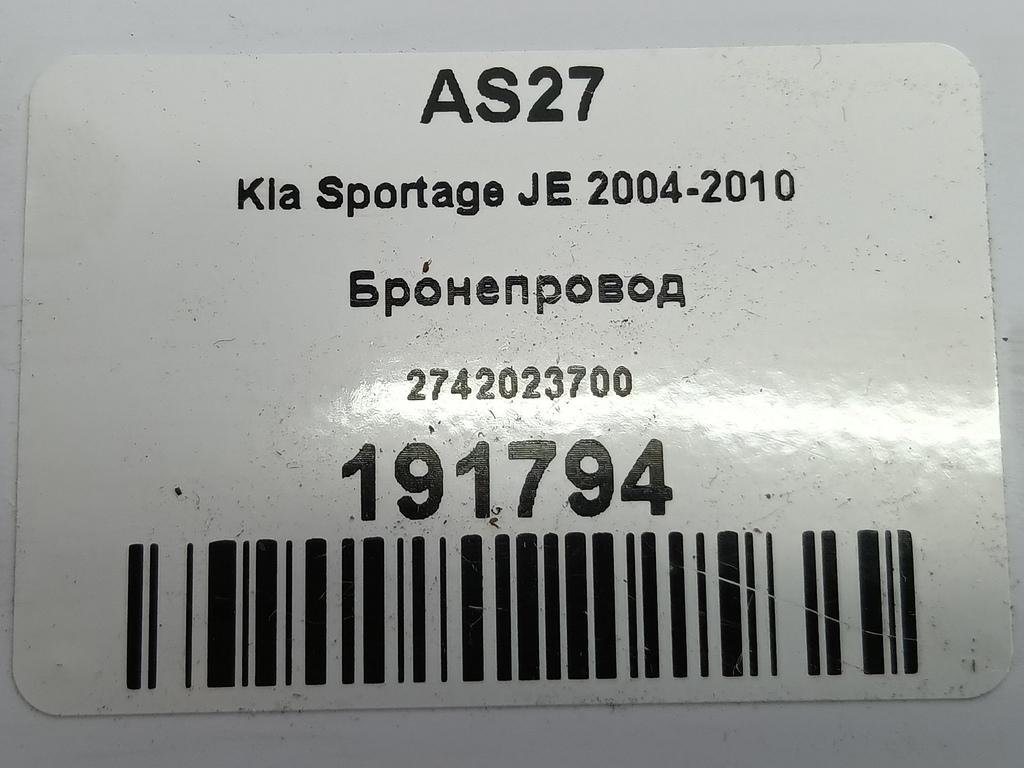 AS27
Kia Sportage JE 2004-2010
Бронепровод
2742023700
191794